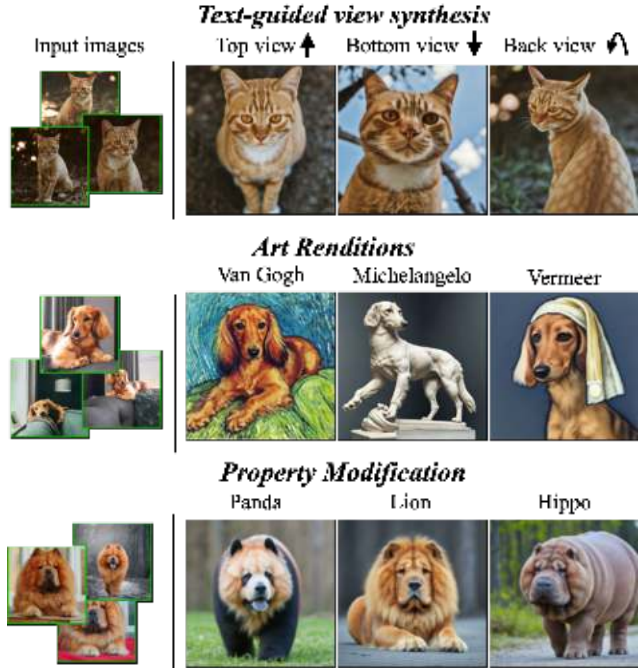 Text-guided view synthesis
Input images Top view Bottom view Back view
Art Renditions
Van Gogh Michelangelo Vermeer
Property Modification
Panda Lion Hippo